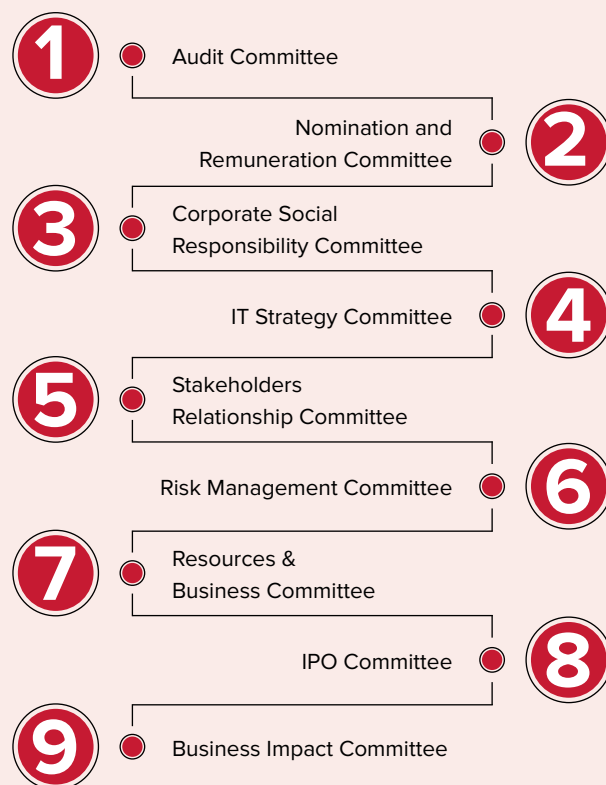 1
Audit Committee
Nomination and
Remuneration Committee
2
3
Corporate Social
Responsibility Committee
IT Strategy Committee
4
5
Stakeholders
Relationship Committee
Risk Management Committee
6
7
Resources &
Business Committee
IPO Committee
8
9
Business Impact Committee